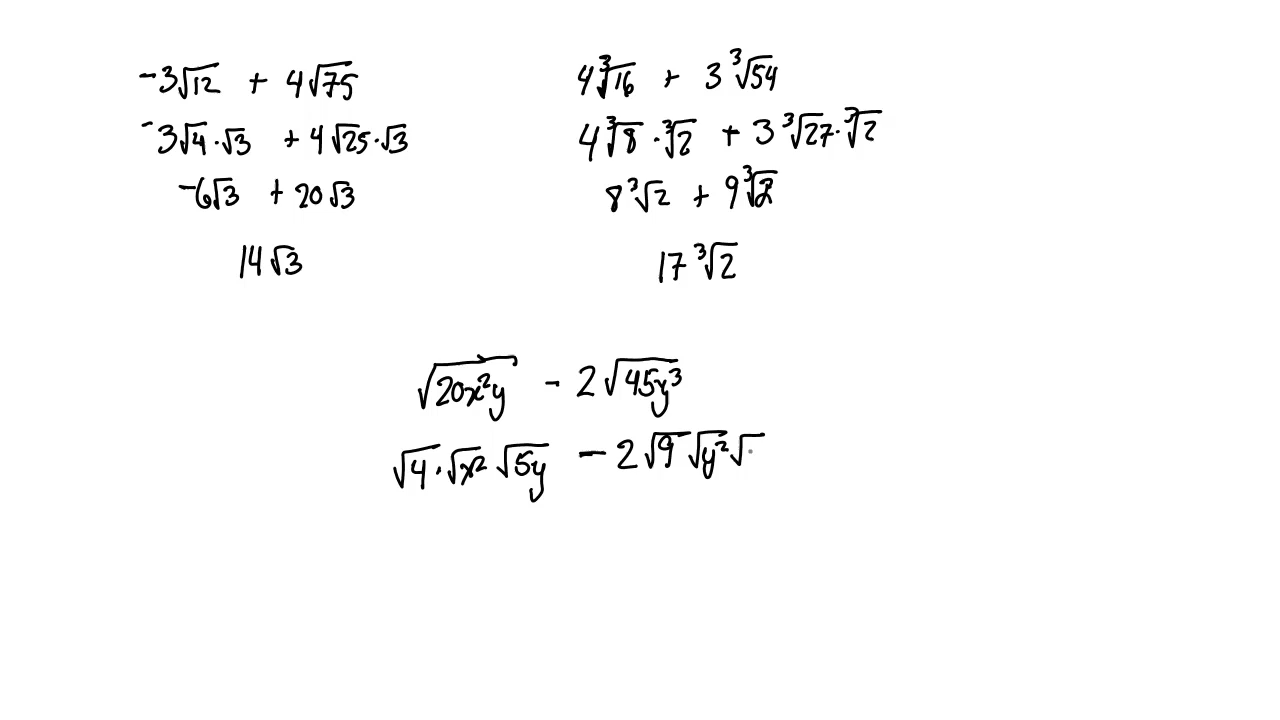 -3√12 + 4√75
-3√4·√3 + 4√25·√3
-6√3 + 20√3
14√3
4∛16 + 3∛54
4∛8·∛2 + 3∛27·∛2
8∛2 + 9∛2
17∛2
√20x²y - 2√45y³
√4·√x² √5y - 2√9 √y² √